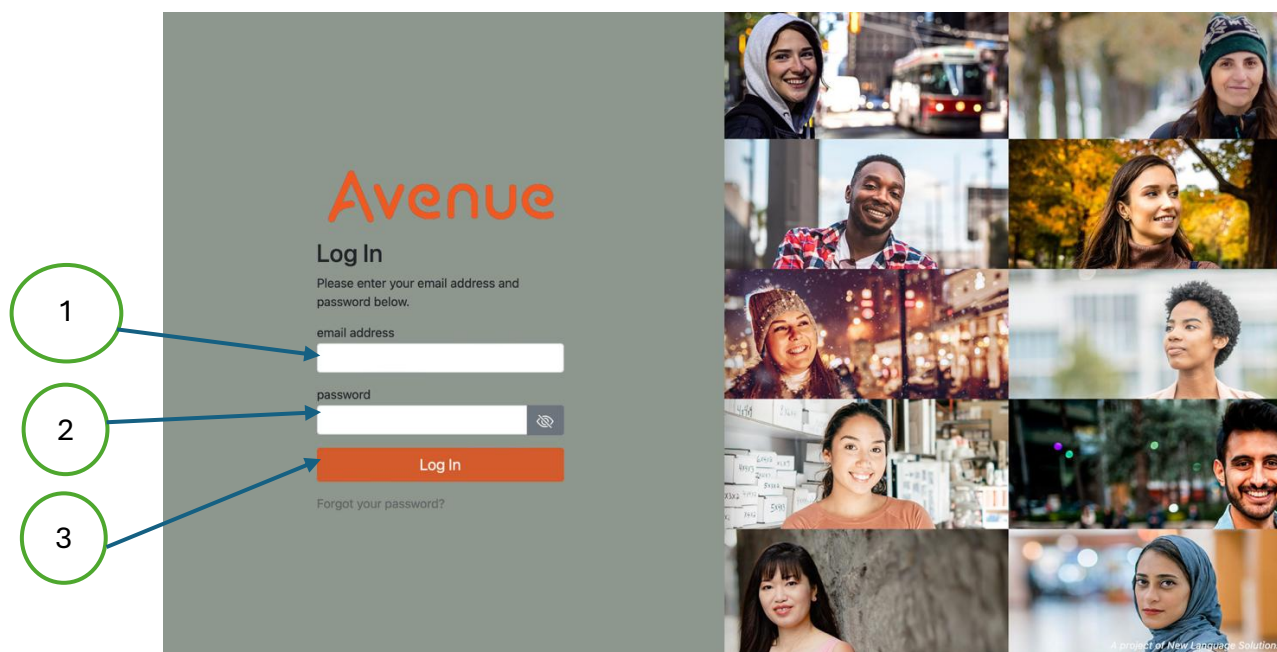 Avenue
Log In
Please enter your email address and
password below.
1
email address
2
password
Log In
3
Forgot your password?
A project of New Language Solution